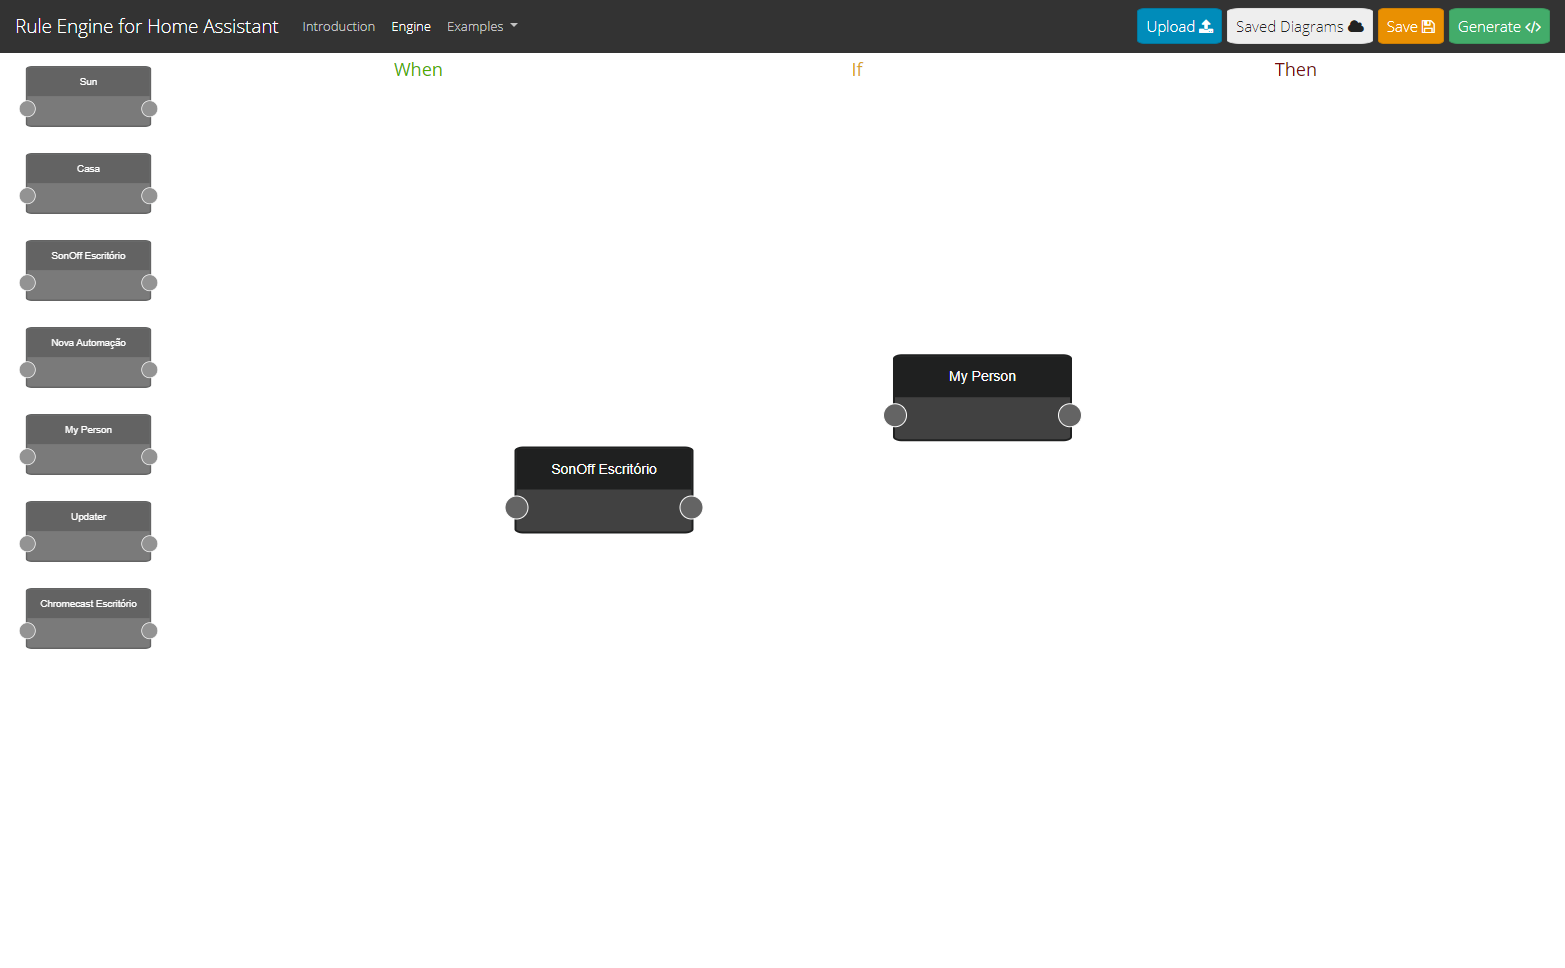 Rule Engine for Home Assistant Introduction Engine Examples Upload Saved Diagrams Save Generate
When If Then
Sun
Casa
SonOff Escritório
Nova Automação
My Person
Updater
Chromecast Escritório
SonOff Escritório
My Person